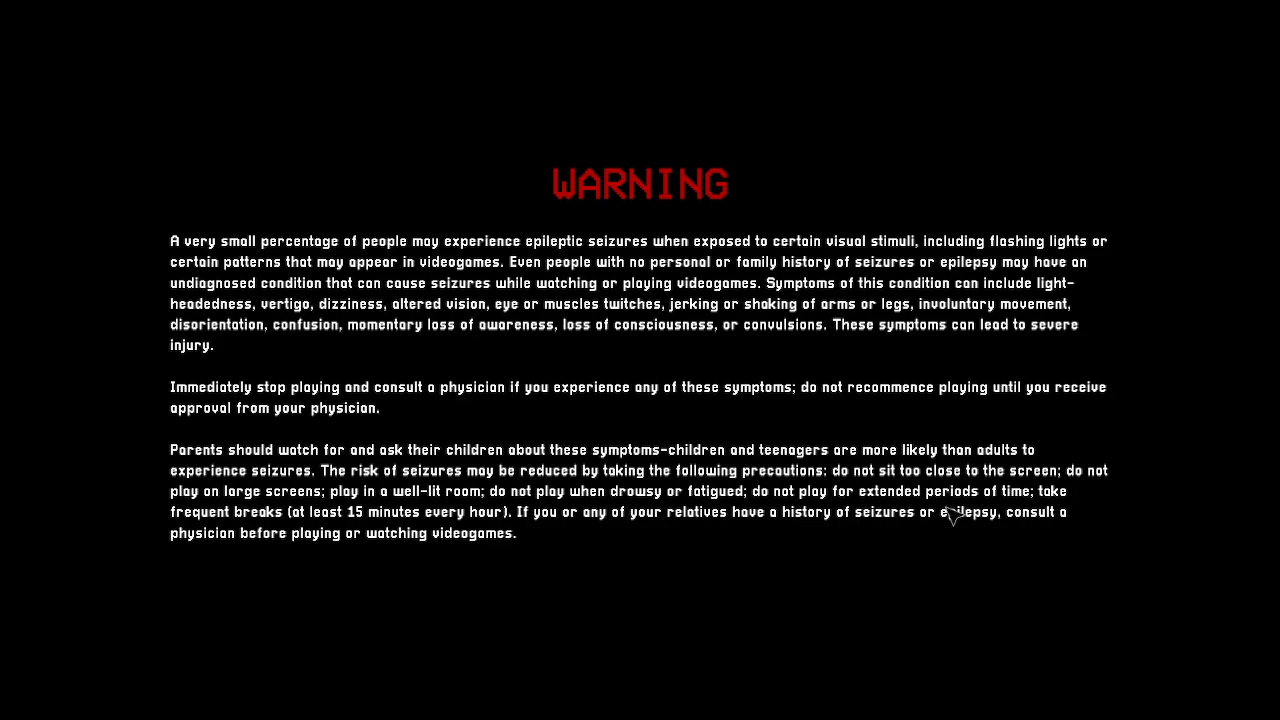 WARNING
A very small percentage of people may experience epileptic seizures when exposed to certain visual stimuli, including flashing lights or
certain patterns that may appear in videogames. Even people with no personal or family history of seizures or epilepsy may have an
undiagnosed condition that can cause seizures while watching or playing videogames. Symptoms of this condition can include light-
headedness, vertigo, dizziness, altered vision, eye or muscles twitches, jerking or shaking of arms or legs, involuntary movement,
disorientation, confusion, momentary loss of awareness, loss of consciousness, or convulsions. These symptoms can lead to severe
injury.
Immediately stop playing and consult a physician if you experience any of these symptoms; do not recommence playing until you receive
approval from your physician.
Parents should watch for and ask their children about these symptoms-children and teenagers are more likely than adults to
experience seizures. The risk of seizures may be reduced by taking the following precautions: do not sit too close to the screen; do not
play on large screens; play in a well-lit room; do not play when drowsy or fatigued; do not play for extended periods of time; take
frequent breaks (at least 15 minutes every hour). If you or any of your relatives have a history of seizures or epilepsy, consult a
physician before playing or watching videogames.